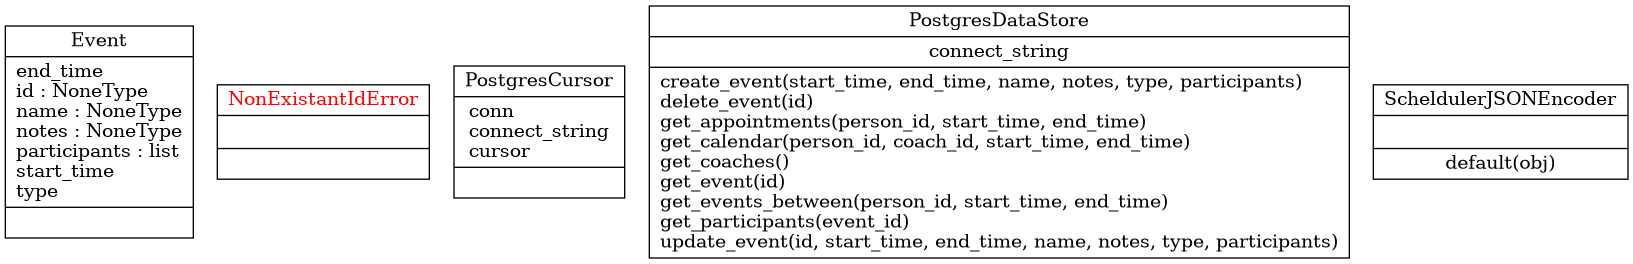 Event
end_time
id : NoneType
name : NoneType
notes : NoneType
participants : list
start_time
type
NonExistantIdError
PostgresCursor
conn
connect_string
cursor
PostgresDataStore
connect_string
create_event(start_time, end_time, name, notes, type, participants)
delete_event(id)
get_appointments(person_id, start_time, end_time)
get_calendar(person_id, coach_id, start_time, end_time)
get_coaches()
get_event(id)
get_events_between(person_id, start_time, end_time)
get_participants(event_id)
update_event(id, start_time, end_time, name, notes, type, participants)
ScheldulerJSONEncoder
default(obj)